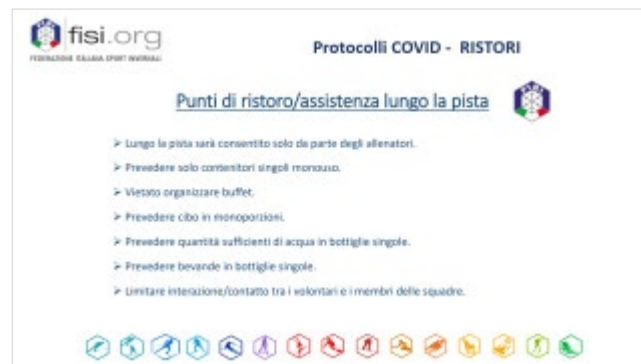 fisi.org
FEDERAZIONE ITALIANA SPORT INVERNALI
Protocolli COVID - RISTORI
Punti di ristoro/assistenza lungo la pista
➢ Lungo la pista sarà consentito solo da parte degli allenatori.
➢ Prevedere solo contenitori singoli monouso.
➢ Vietato organizzare buffet.
➢ Prevedere cibo in monoporzioni.
➢ Prevedere quantità sufficienti di acqua in bottiglie singole.
➢ Prevedere bevande in bottiglie singole.
➢ Limitare interazione/contatto tra i volontari e i membri delle squadre.